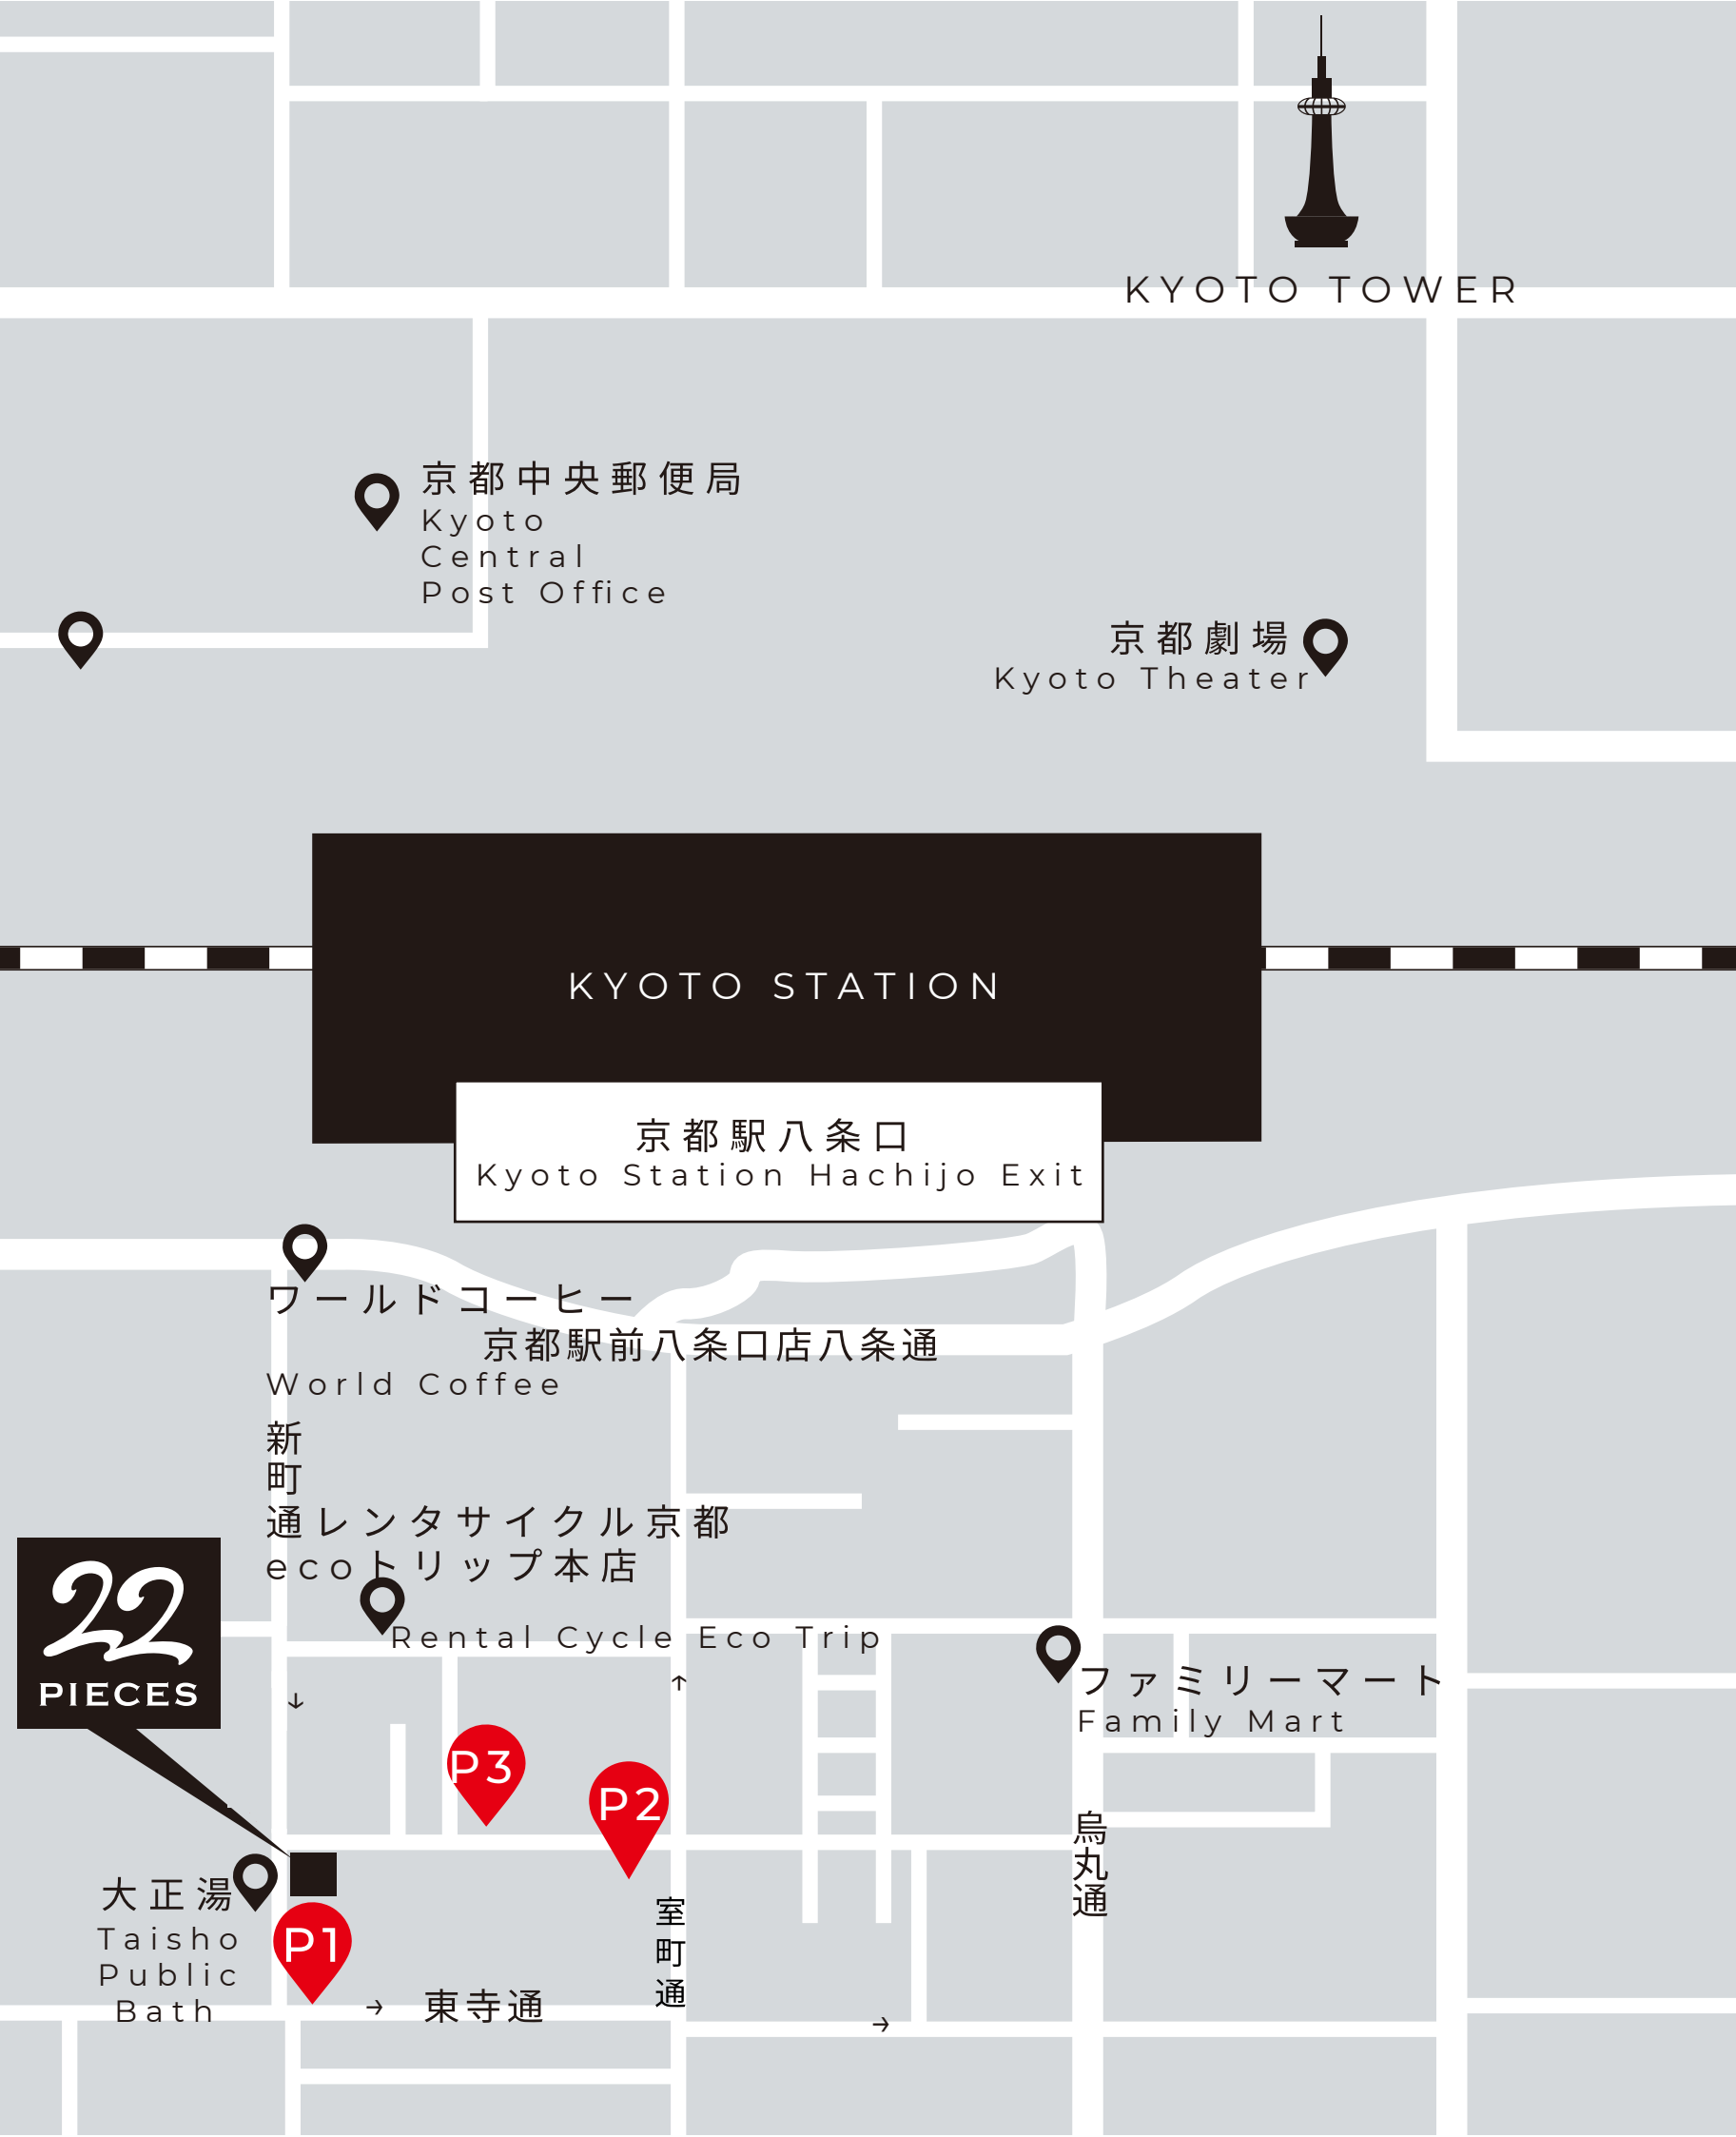 KYOTO TOWER
京都中央郵便局
Kyoto
Central
Post Office
京都劇場
Kyoto Theater
KYOTO STATION
京都駅八条口
Kyoto Station Hachijo Exit
ワールドコーヒー
京都駅前八条口店八条通
World Coffee
新
町
通レンタサイクル京都
ecoトリップ本店
Rental Cycle Eco Trip
22
PIECES
↓
↑
ファミリーマート
Family Mart
P3
P2
烏丸通
大正湯
Taisho
Public
Bath
P1
室町通
→ 東寺通
→